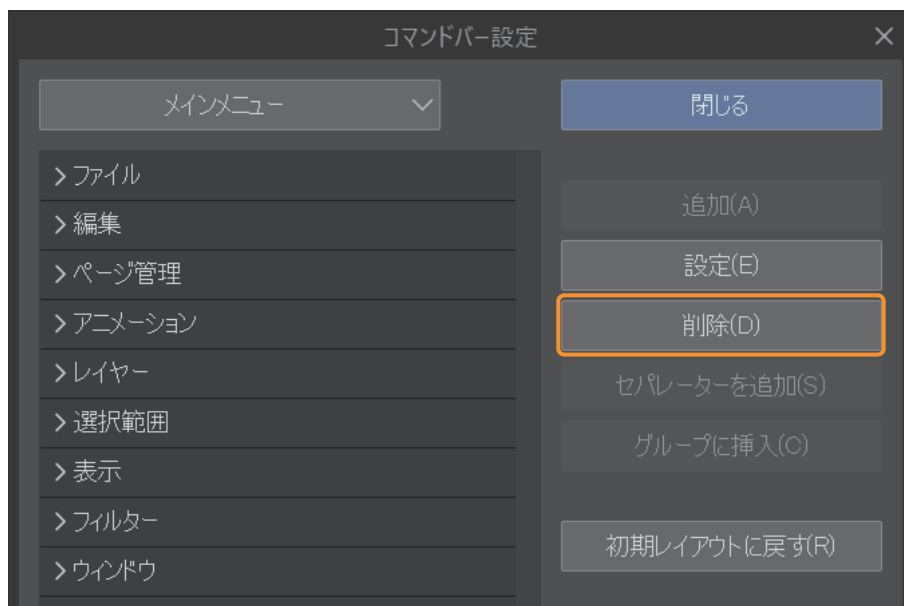 コマンドバー設定
メインメニュー
閉じる
ファイル
編集
ページ管理
アニメーション
レイヤー
選択範囲
表示
フィルター
ウィンドウ
追加(A)
設定(E)
削除(D)
セパレーターを追加(S)
グループに挿入(C)
初期レイアウトに戻す(R)